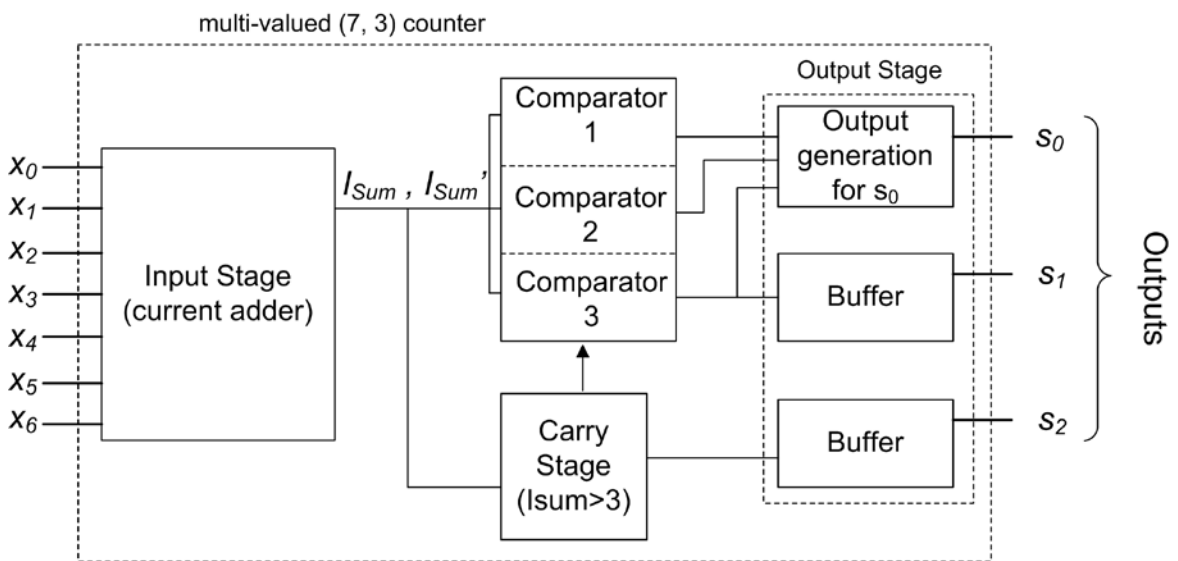 multi-valued (7, 3) counter
Output Stage
x0
x1
x2
x3
x4
x5
x6
Input Stage
(current adder)
ISum , ISum’
Comparator
1
Comparator
2
Comparator
3
Carry
Stage
(Isum>3)
Output
generation
for s0
Buffer
Buffer
s0
s1
s2
Outputs